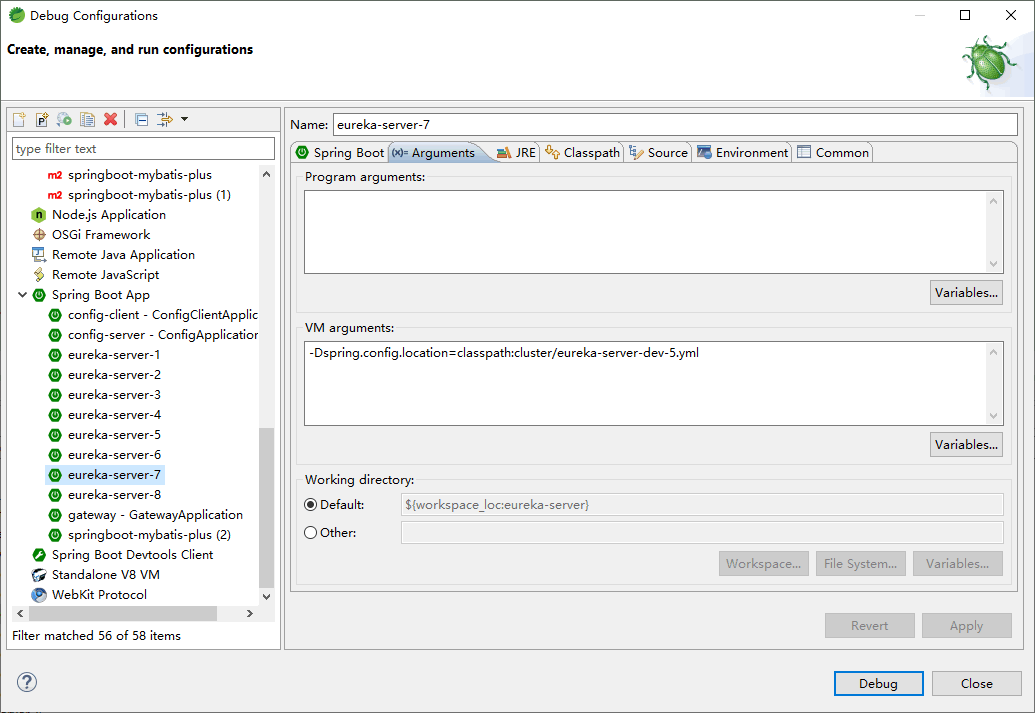 Debug Configurations
Create, manage, and run configurations
type filter text
m2 springboot-mybatis-plus
m2 springboot-mybatis-plus (1)
n Node.js Application
OSGi Framework
Remote Java Application
Remote JavaScript
Spring Boot App
config-client - ConfigClientApplic
config-server - ConfigApplication
eureka-server-1
eureka-server-2
eureka-server-3
eureka-server-4
eureka-server-5
eureka-server-6
eureka-server-7
eureka-server-8
gateway - GatewayApplication
springboot-mybatis-plus (2)
Spring Boot Devtools Client
Standalone V8 VM
WebKit Protocol
Filter matched 56 of 58 items
Name: eureka-server-7
Spring Boot (x)= Arguments JRE Classpath Source Environment Common
Program arguments:
Variables...
VM arguments:
-Dspring.config.location=classpath:cluster/eureka-server-dev-5.yml
Variables...
Working directory:
Default: ${workspace_loc:eureka-server}
Other:
Workspace... File System... Variables...
Revert Apply
? Debug Close